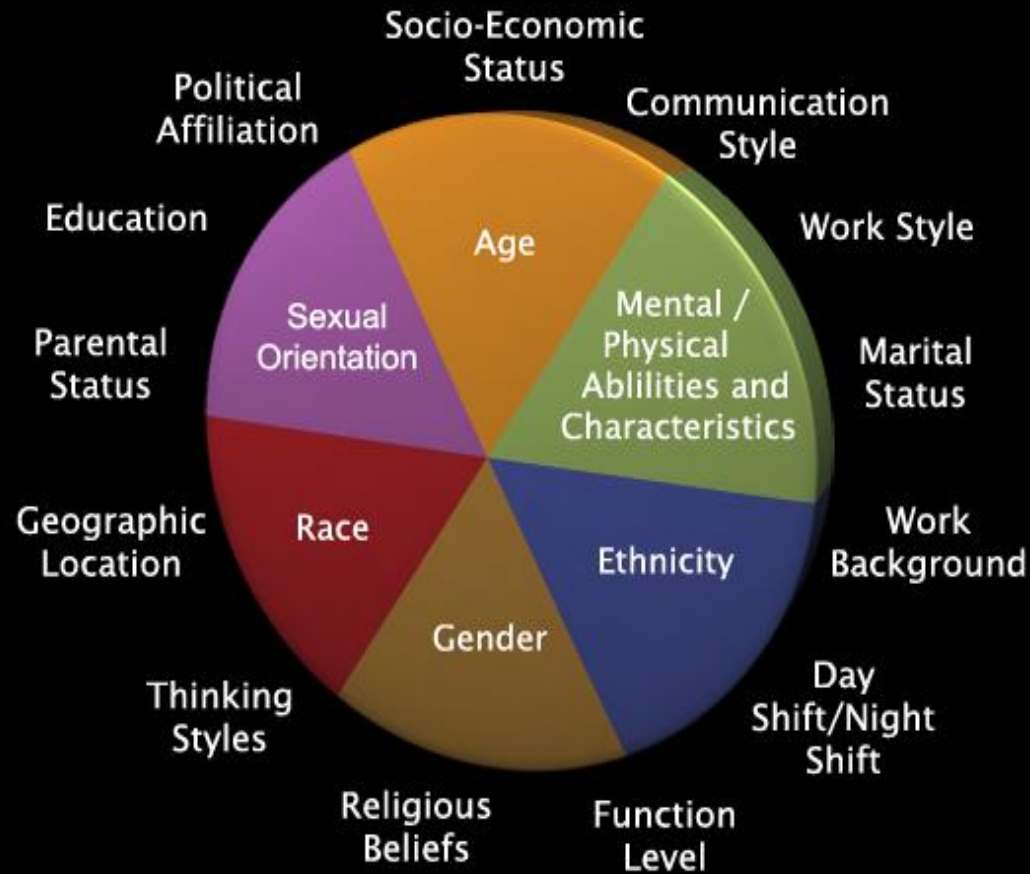 Socio-Economic
Status
Communication
Style
Work Style
Marital
Status
Work
Background
Day
Shift/Night
Shift
Function
Level
Religious
Beliefs
Thinking
Styles
Geographic
Location
Parental
Status
Education
Political
Affiliation
Age
Mental /
Physical
Ablilities and
Characteristics
Ethnicity
Gender
Race
Sexual
Orientation